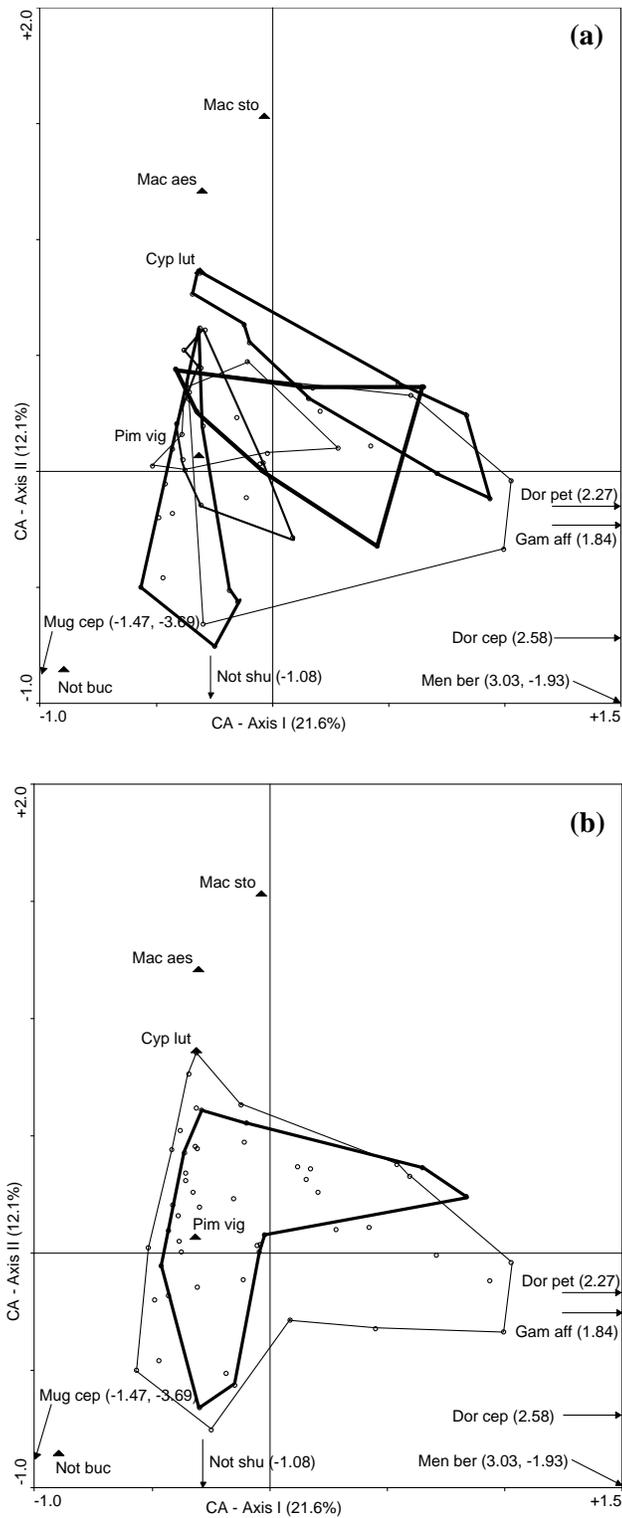 +2.0
(a)
Mac sto
Mac aes
Cyp lut
Pim vig
CA - Axis II (12.1%)
Dor pet (2.27)
Gam aff (1.84)
Mug cep (-1.47, -3.69)
Dor cep (2.58)
Not shu (-1.08)
Men ber (3.03, -1.93)
Not buc
-1.0
-1.0
CA - Axis I (21.6%)
+1.5
+2.0
(b)
Mac sto
Mac aes
Cyp lut
Pim vig
CA - Axis II (12.1%)
Dor pet (2.27)
Gam aff (1.84)
Mug cep (-1.47, -3.69)
Dor cep (2.58)
Not shu (-1.08)
Men ber (3.03, -1.93)
Not buc
-1.0
-1.0
CA - Axis I (21.6%)
+1.5